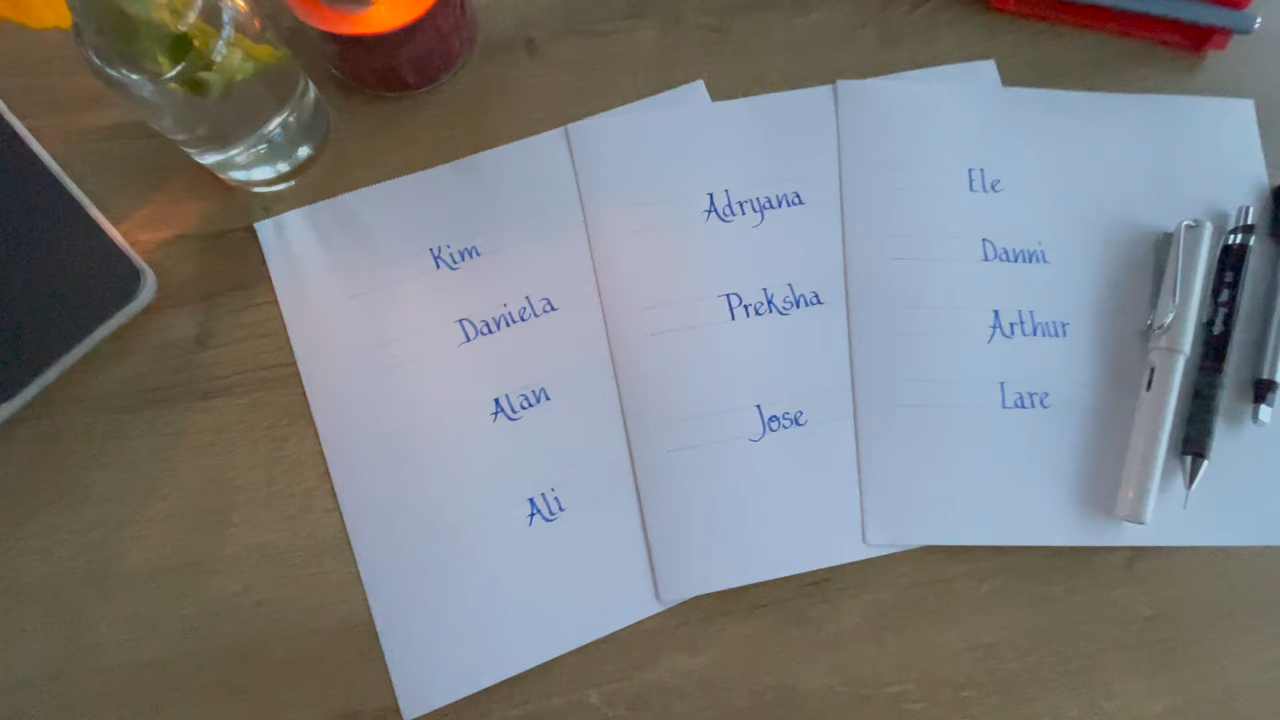 Kim
Daniela
Alan
Ali
Adryana
Preksha
Jose
Ele
Danni
Arthur
Lare